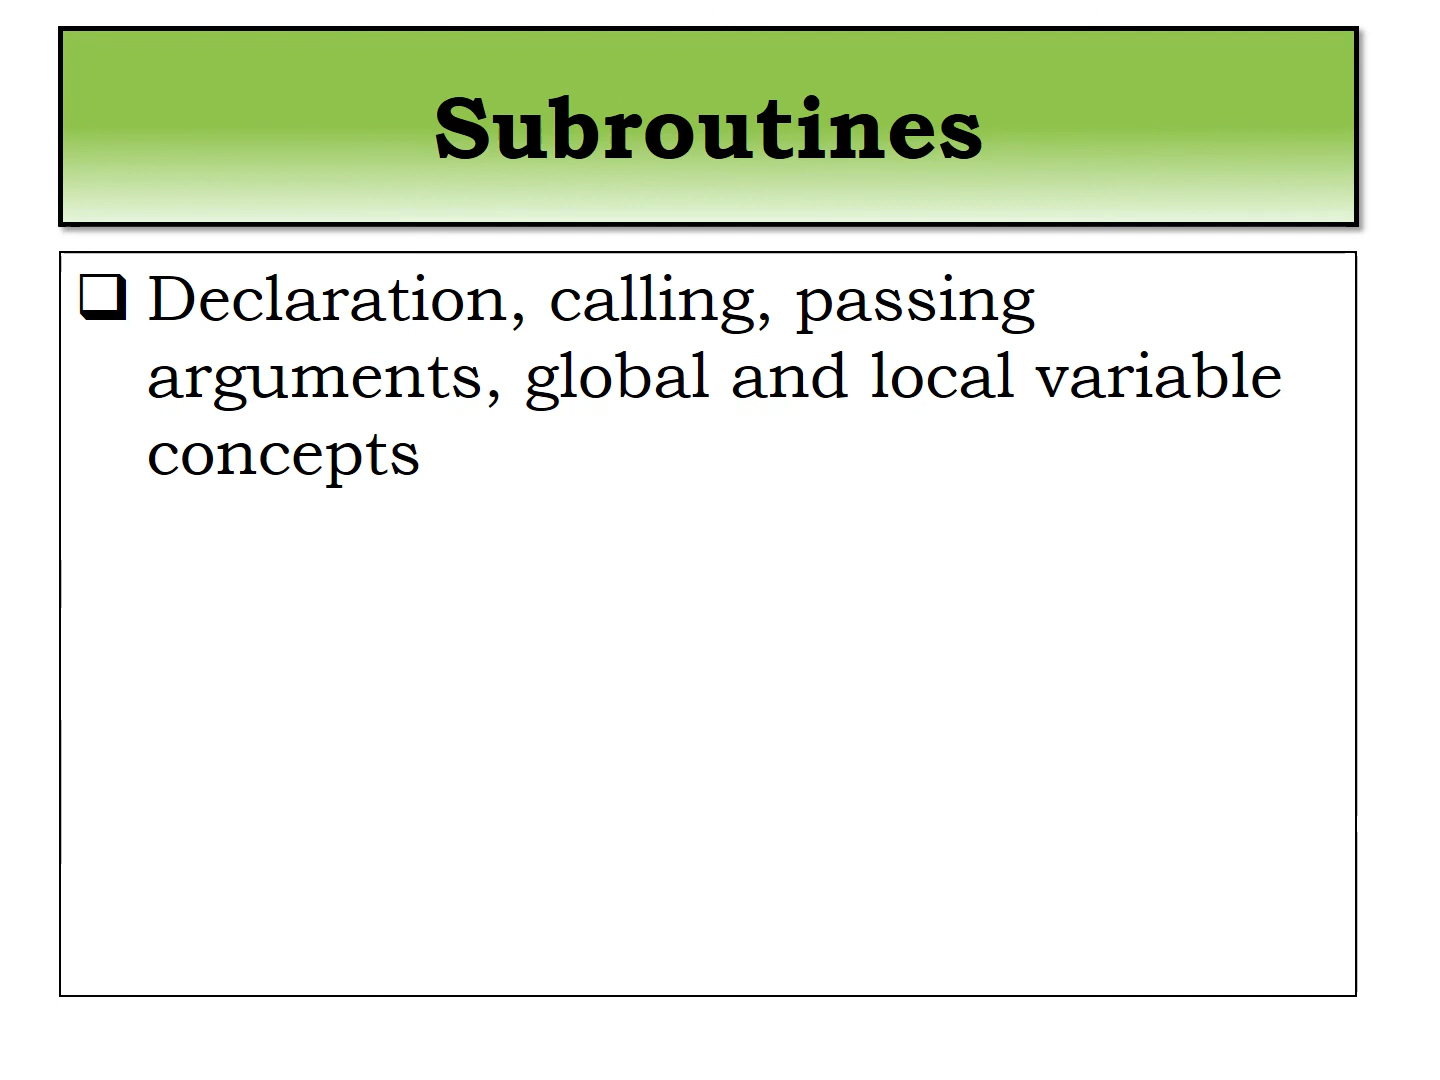 Subroutines
❑ Declaration, calling, passing
arguments, global and local variable
concepts